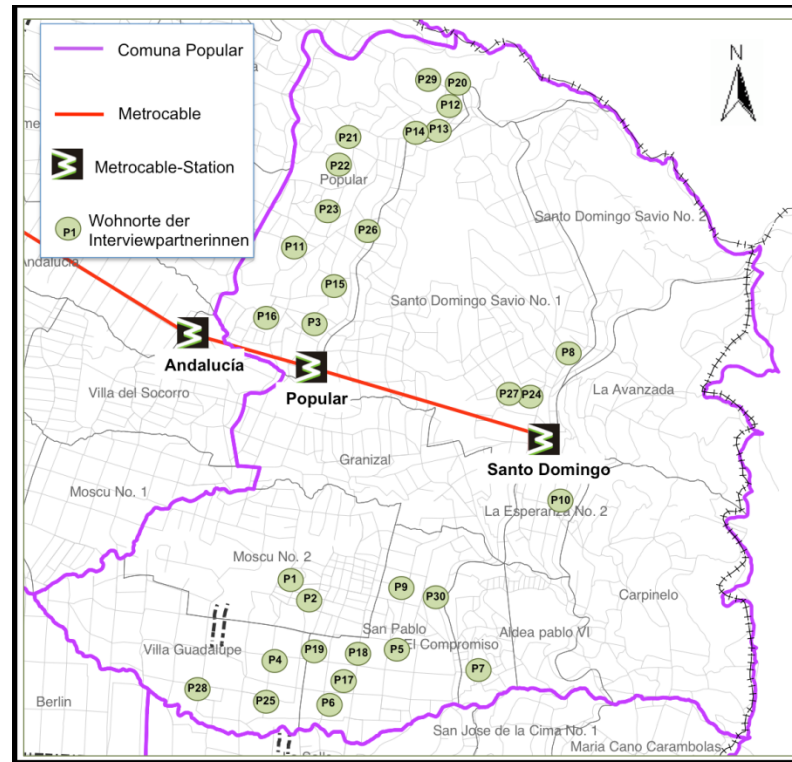 Comuna Popular
Metrocable
Metrocable-Station
P1
Wohnorte der
Interviewpartnerinnen
N
P29
P20
P12
P14
P13
P21
P22
Popular
P23
P26
Santo Domingo Savio No. 2
P11
Andalucía
P15
Santo Domingo Savio No. 1
P16
P3
P8
Andalucía
Popular
Villa del Socorro
P27
P24
La Avanzada
Santo Domingo
Granizal
Moscu No. 1
P10
La Esperanza No. 2
Moscu No. 2
P1
P2
P9
P30
Carpinelo
San Pablo
Aldea pablo VI
El Compromiso
Villa Guadalupe
P4
P19
P18
P5
P7
P17
P28
P25
P6
Berlin
San Jose de la Cima No. 1
Maria Cano Carambolas